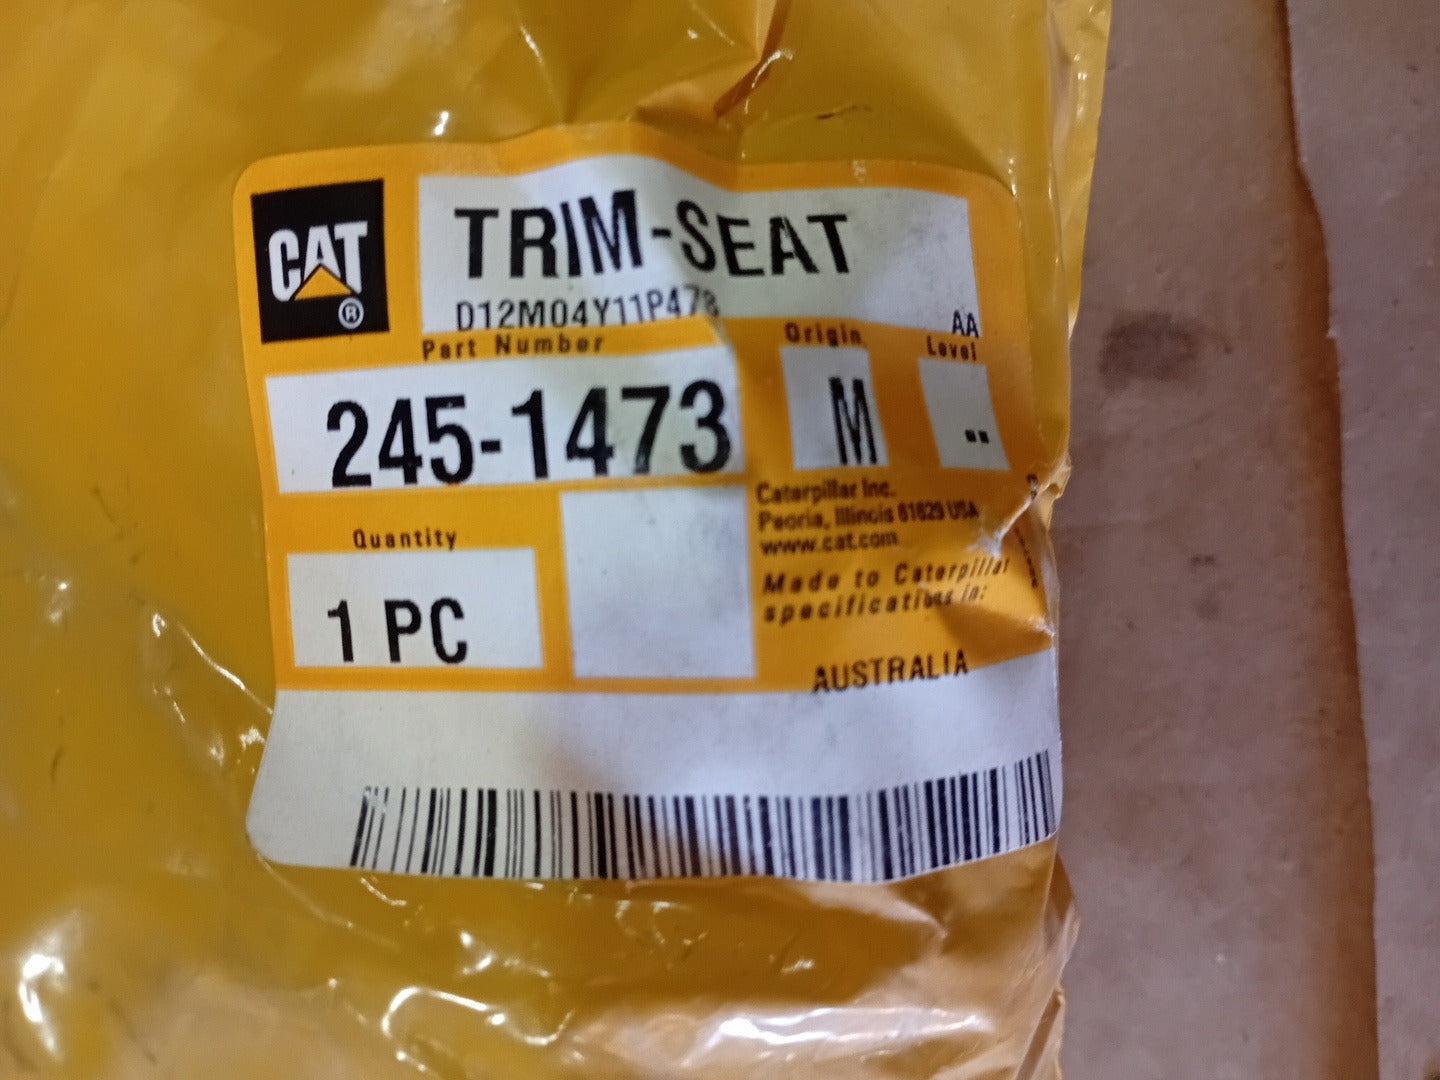 CAT
®
TRIM-SEAT
D12M04Y11P478
AA
Part Number
Origin
Level
245-1473
M
--
Caterpillar Inc.
Peoria, Illinois 61629 USA
www.cat.com
Quantity
1 PC
Made to Caterpillar
specifications in:
AUSTRALIA